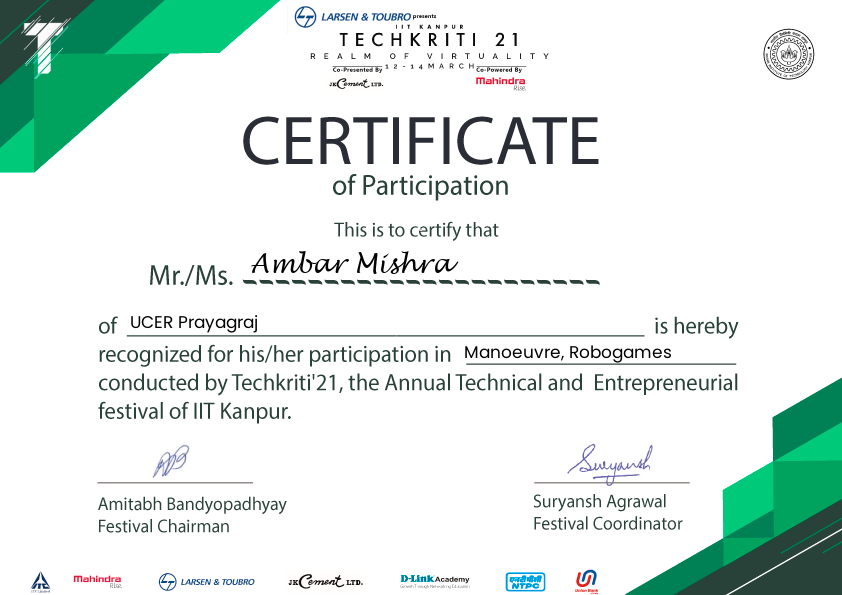 LARSEN & TOUBRO presents
IIT KANPUR
TECHKRITI 21
REALM OF VIRTUALITY
12-14MARCH
Co-Presented By Co-Powered By
JK Cement LTD. Mahindra
Rise.
CERTIFICATE
of Participation
This is to certify that
Mr./Ms. Ambar Mishra
of UCER Prayagraj is hereby
recognized for his/her participation in Manoeuvre, Robogames
conducted by Techkriti'21, the Annual Technical and Entrepreneurial
festival of IIT Kanpur.
Suryansh
Amitabh Bandyopadhyay Suryansh Agrawal
Festival Chairman Festival Coordinator
Mahindra Rise. LARSEN & TOUBRO JK Cement LTD. D-Link Academy एनटीपीसी NTPC Union Bank